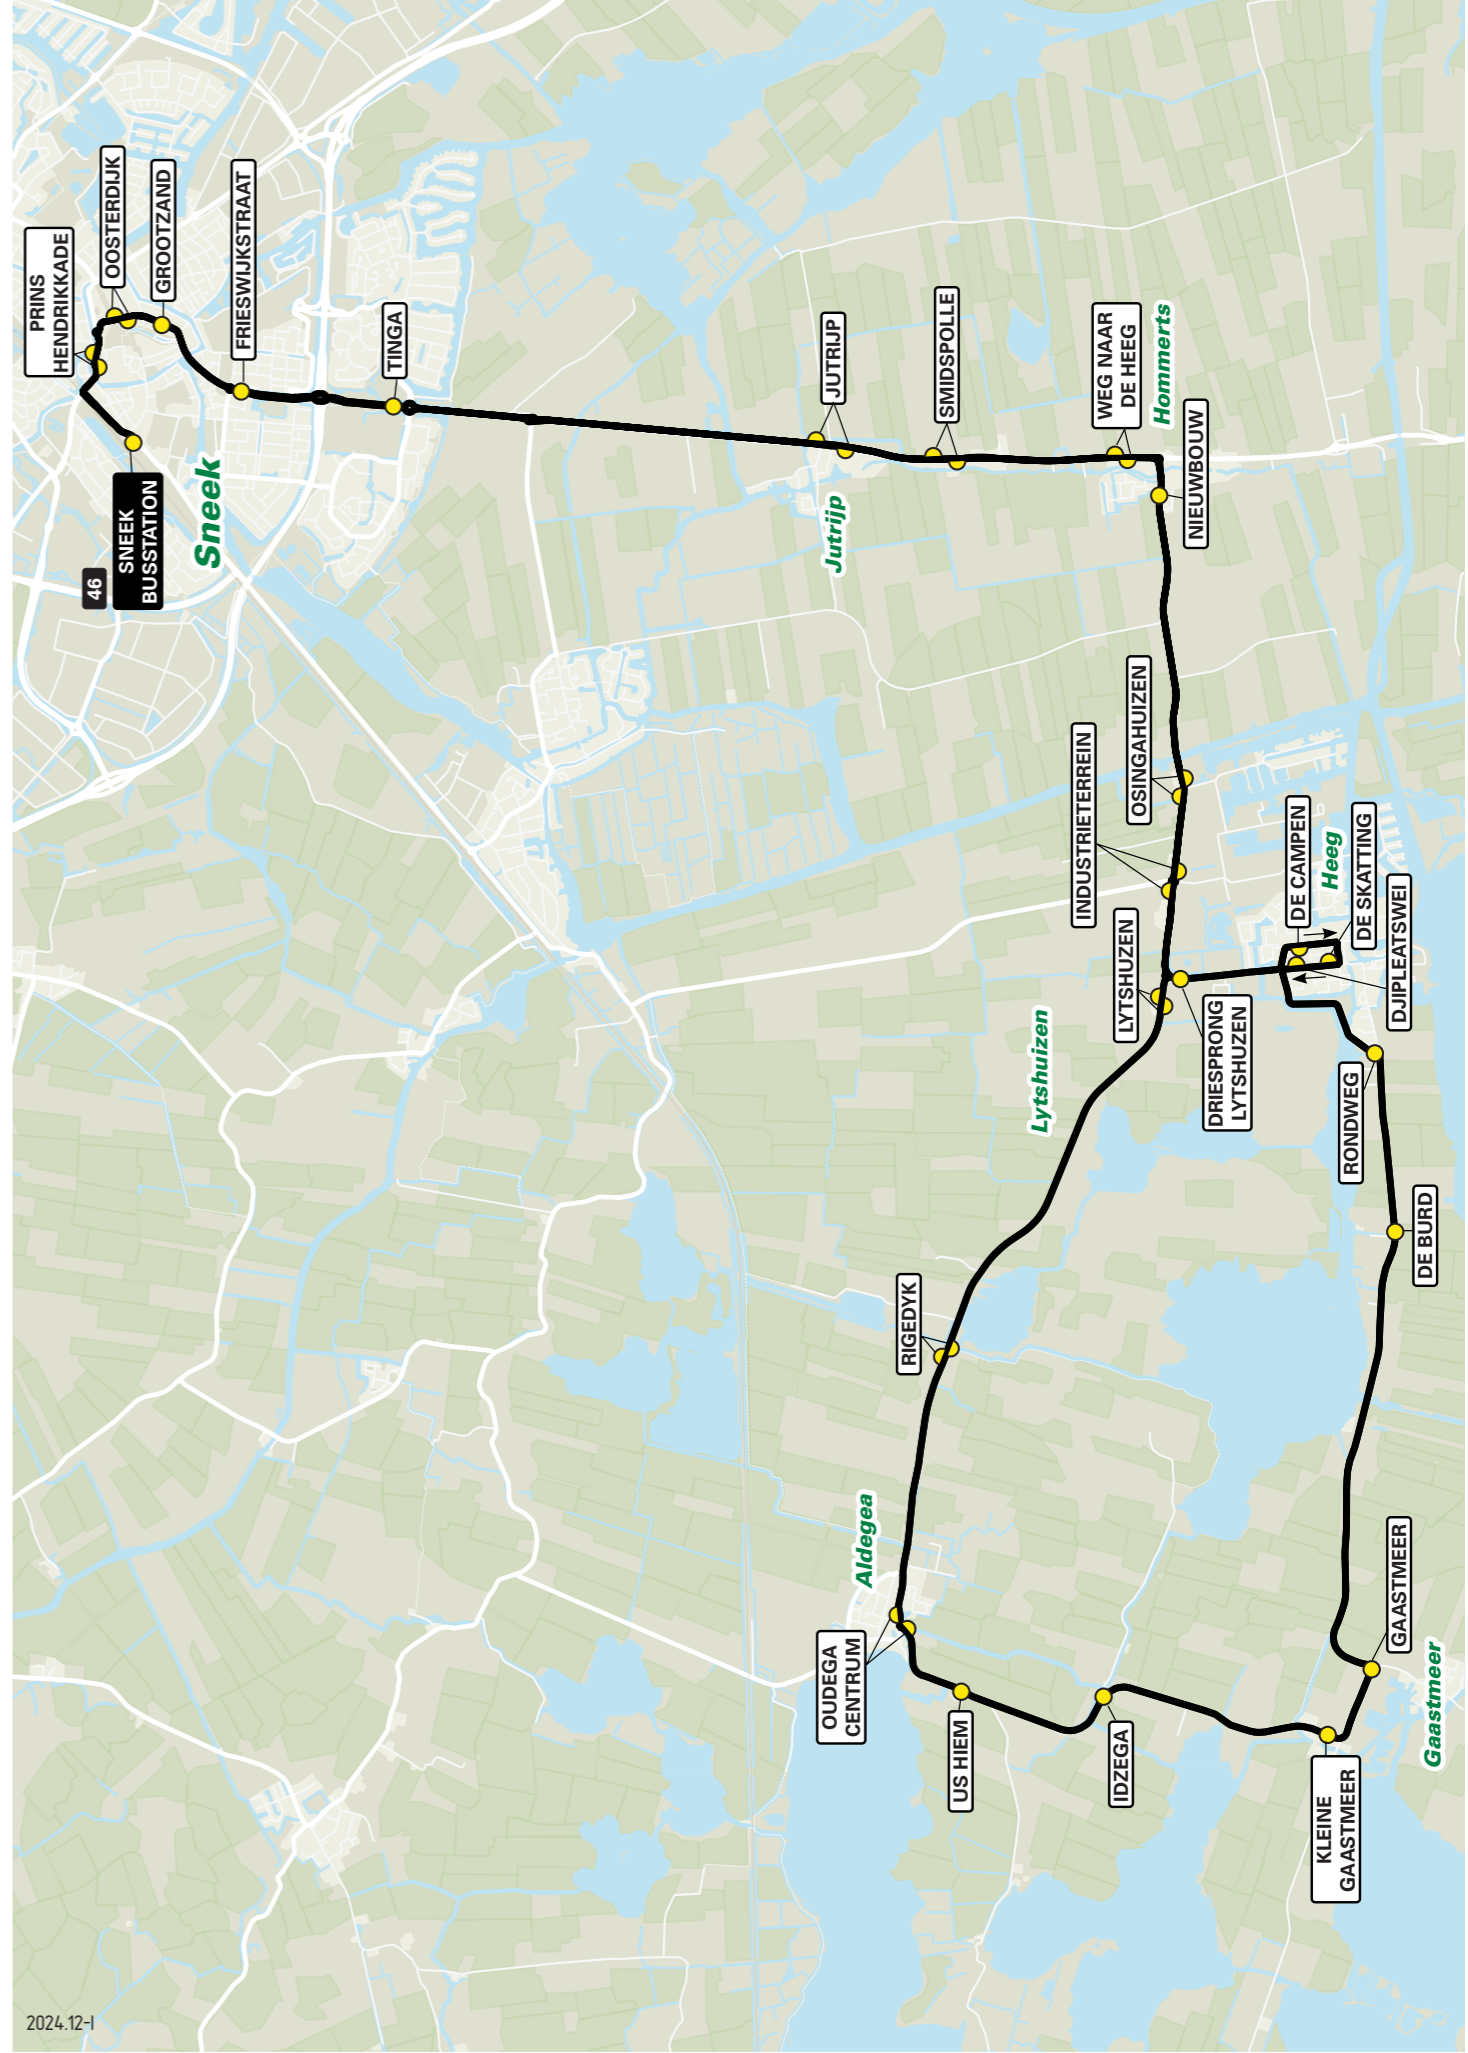 46
SNEEK
BUSSTATION
PRINS
HENDRIKKADE
OOSTERDIJK
GROOTZAND
FRIESWIJKSTRAAT
Sneek
TINGA
JUTRIJP
Jutrijp
SMIDSPOLLE
WEG NAAR
DE HEEG
Hommerts
NIEUWBOUW
OSINGAHUIZEN
INDUSTRIETERREIN
LYTSHUZEN
DRIESPRONG
LYTSHUZEN
Lytshuizen
DE CAMPEN
Heeg
DE SKATTING
DJIPLEATSWEI
RONDWEG
DE BURD
RIGEDYK
Aldegea
OUDEGA
CENTRUM
US HIEM
IDZEGA
KLEINE
GAASTMEER
GAASTMEER
Gaastmeer
2024.12-I